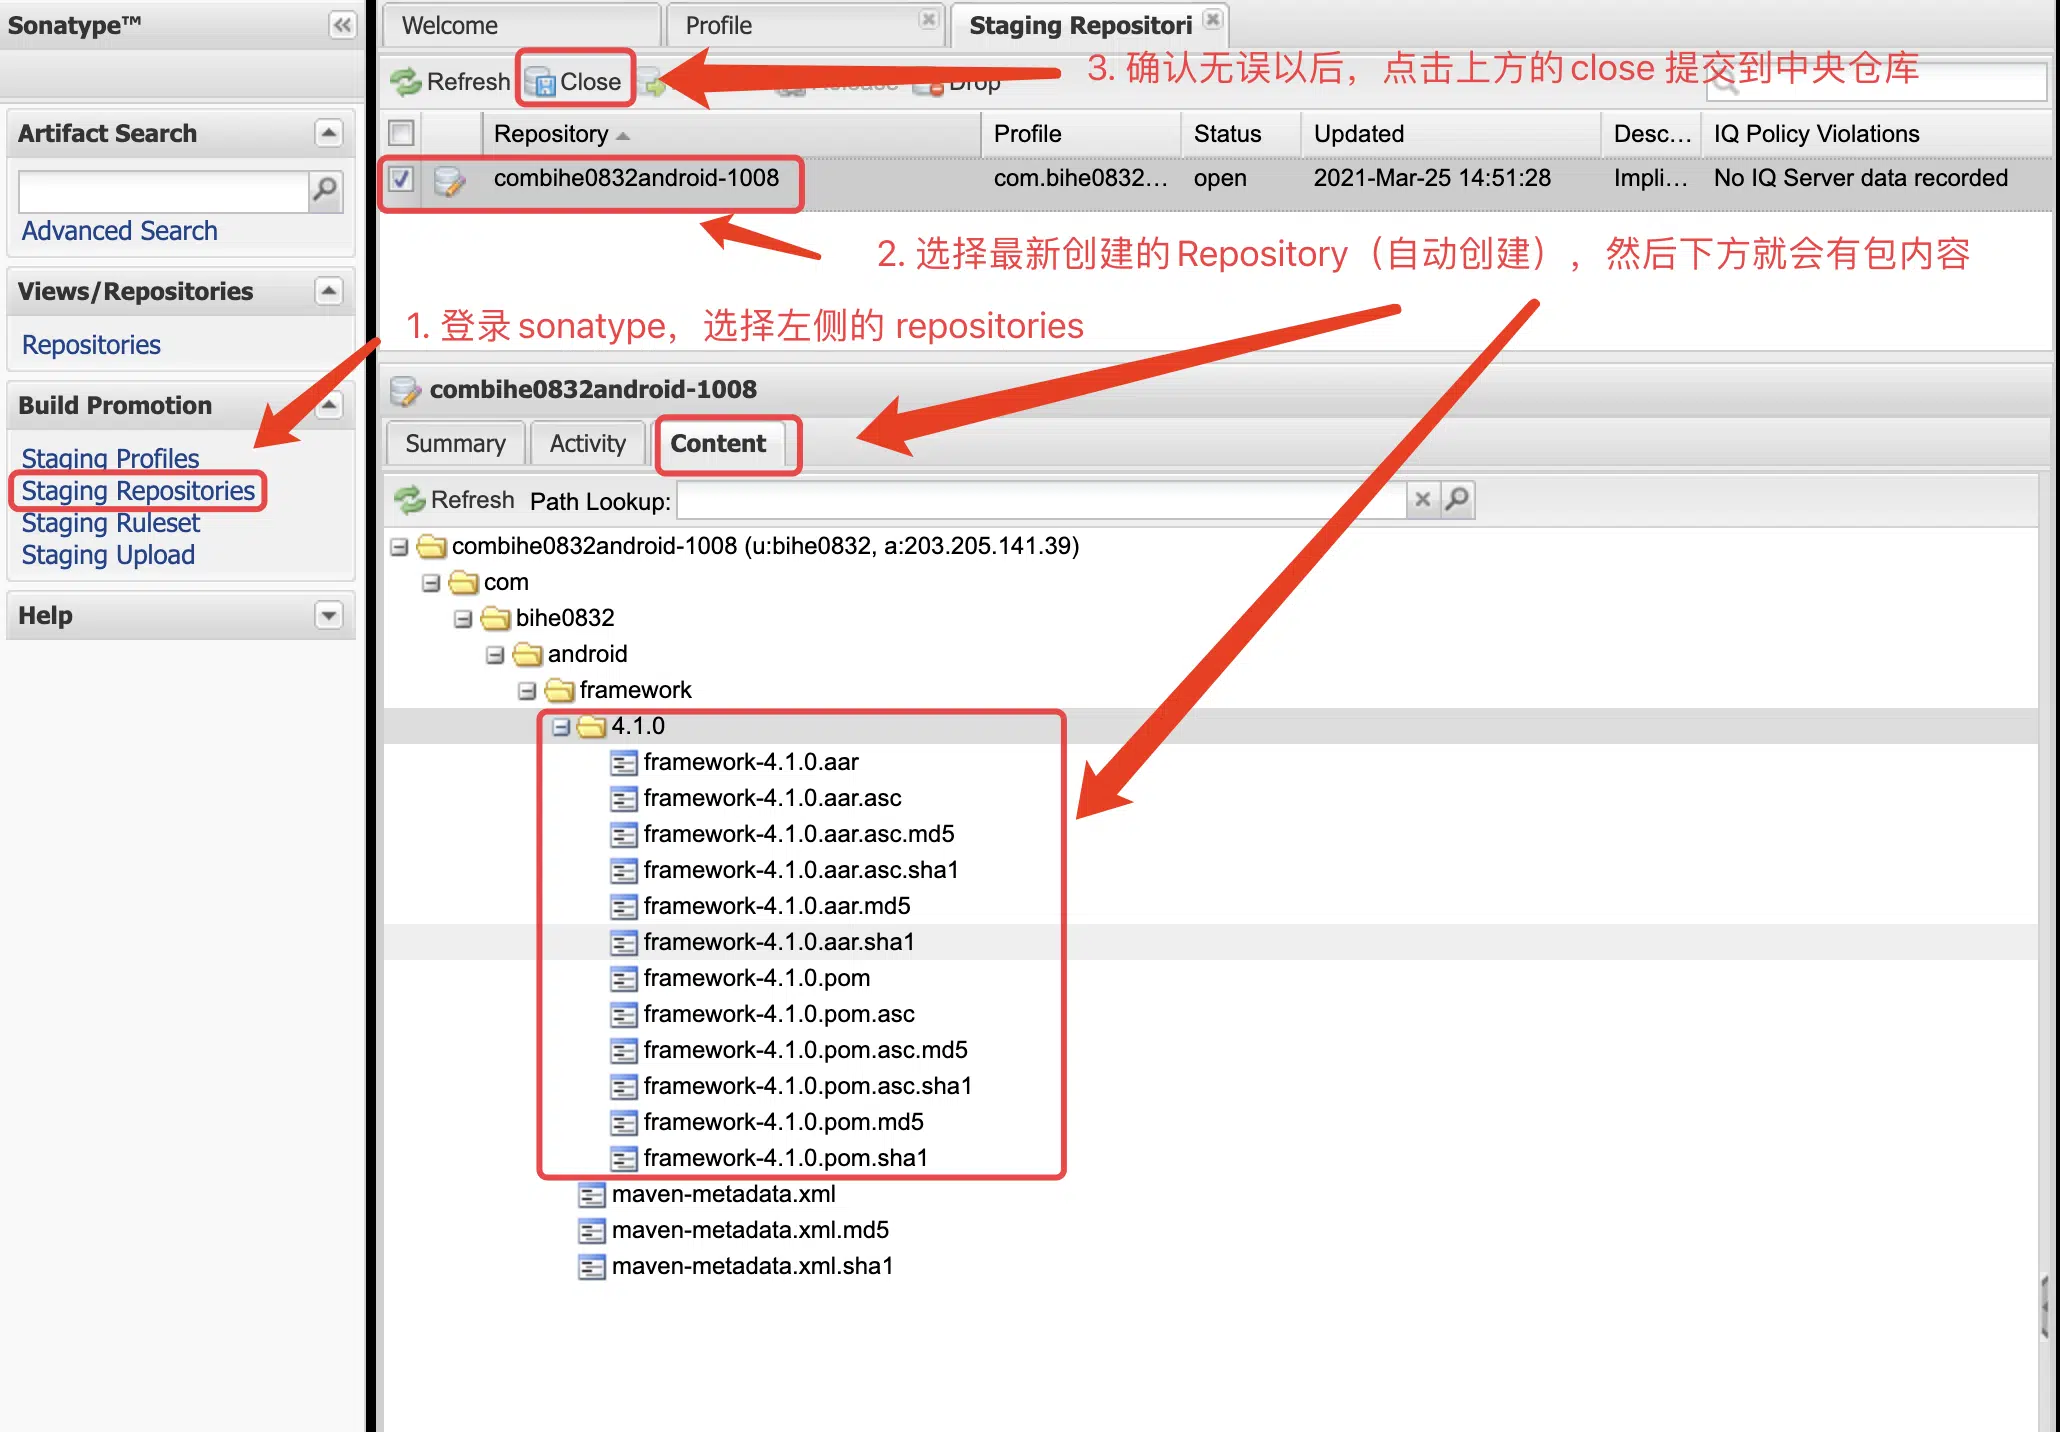 Sonatype™
Artifact Search
Advanced Search
Views/Repositories
Repositories
Build Promotion
Staging Profiles
Staging Repositories
Staging Ruleset
Staging Upload
Help
Welcome
Profile
Staging Repositori
Refresh
Close
Release
Drop
3. 确认无误以后，点击上方的close 提交到中央仓库
Repository
Profile
Status
Updated
Desc...
IQ Policy Violations
combihe0832android-1008
com.bihe0832...
open
2021-Mar-25 14:51:28
Impli...
No IQ Server data recorded
2. 选择最新创建的Repository（自动创建），然后下方就会有包内容
1. 登录 sonatype，选择左侧的 repositories
combihe0832android-1008
Summary
Activity
Content
Refresh
Path Lookup:
combihe0832android-1008 (u:bihe0832, a:203.205.141.39)
com
bihe0832
android
framework
4.1.0
framework-4.1.0.aar
framework-4.1.0.aar.asc
framework-4.1.0.aar.asc.md5
framework-4.1.0.aar.asc.sha1
framework-4.1.0.aar.md5
framework-4.1.0.aar.sha1
framework-4.1.0.pom
framework-4.1.0.pom.asc
framework-4.1.0.pom.asc.md5
framework-4.1.0.pom.asc.sha1
framework-4.1.0.pom.md5
framework-4.1.0.pom.sha1
maven-metadata.xml
maven-metadata.xml.md5
maven-metadata.xml.sha1